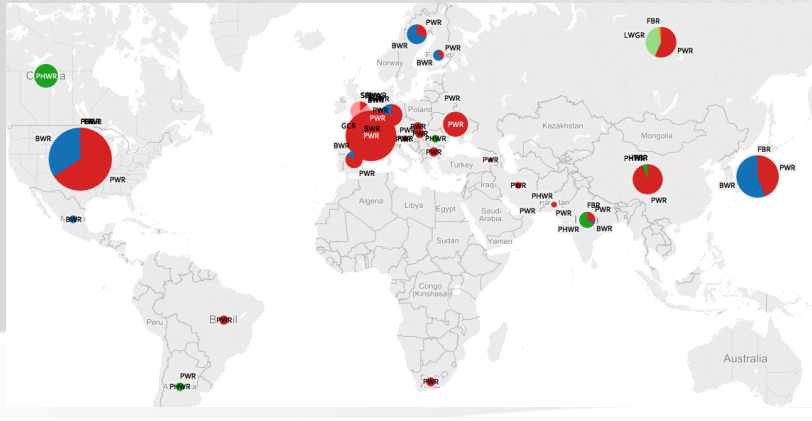 FBR
LWGR
PWR
PWR
BWR
Norway
PWR
BWR
PHWR
PWR
Poland
PWR
PWR
GCR
BWR
PWR
PWR
Kazakhstan
Mongolia
BWR
PWR
BWR
PWR
PWR
PHWR
PWR
Turkey
PWR
Iraq
PWR
PHWR
PWR
PWR
FBR
PWR
PHWR
BWR
PWR
FBR
PWR
BWR
BWR
Algeria
Libya
Egypt
Saudi
Arabia
Sudan
Yemen
Congo
(Kinshasa)
Peru
PWR
PWR
PHWR
PWR
Australia